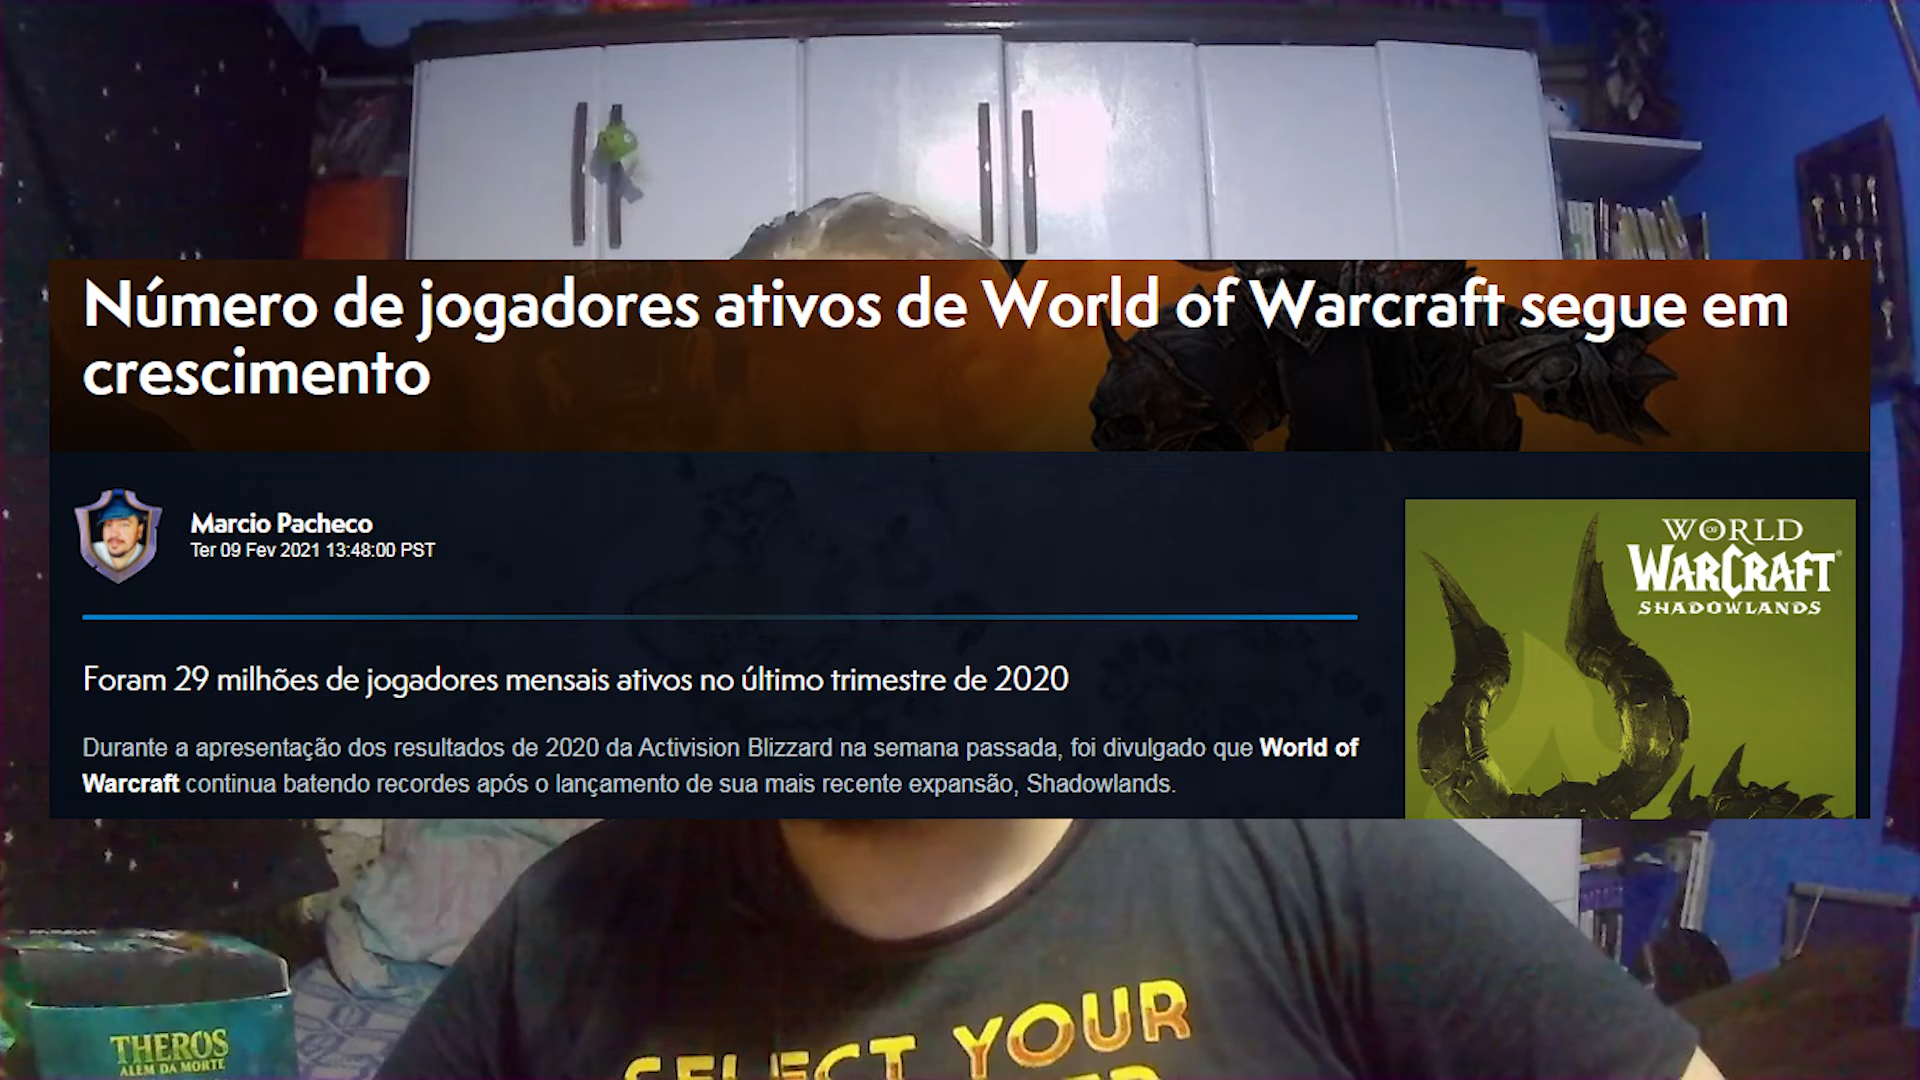 Número de jogadores ativos de World of Warcraft segue em
crescimento
Marcio Pacheco
Ter 09 Fev 2021 13:48:00 PST
Foram 29 milhões de jogadores mensais ativos no último trimestre de 2020
Durante a apresentação dos resultados de 2020 da Activision Blizzard na semana passada, foi divulgado que World of
Warcraft continua batendo recordes após o lançamento de sua mais recente expansão, Shadowlands.
WORLD OF
WARCRAFT
SHADOWLANDS
THEROS
ALÉM DA MORTE
SELECT YOUR